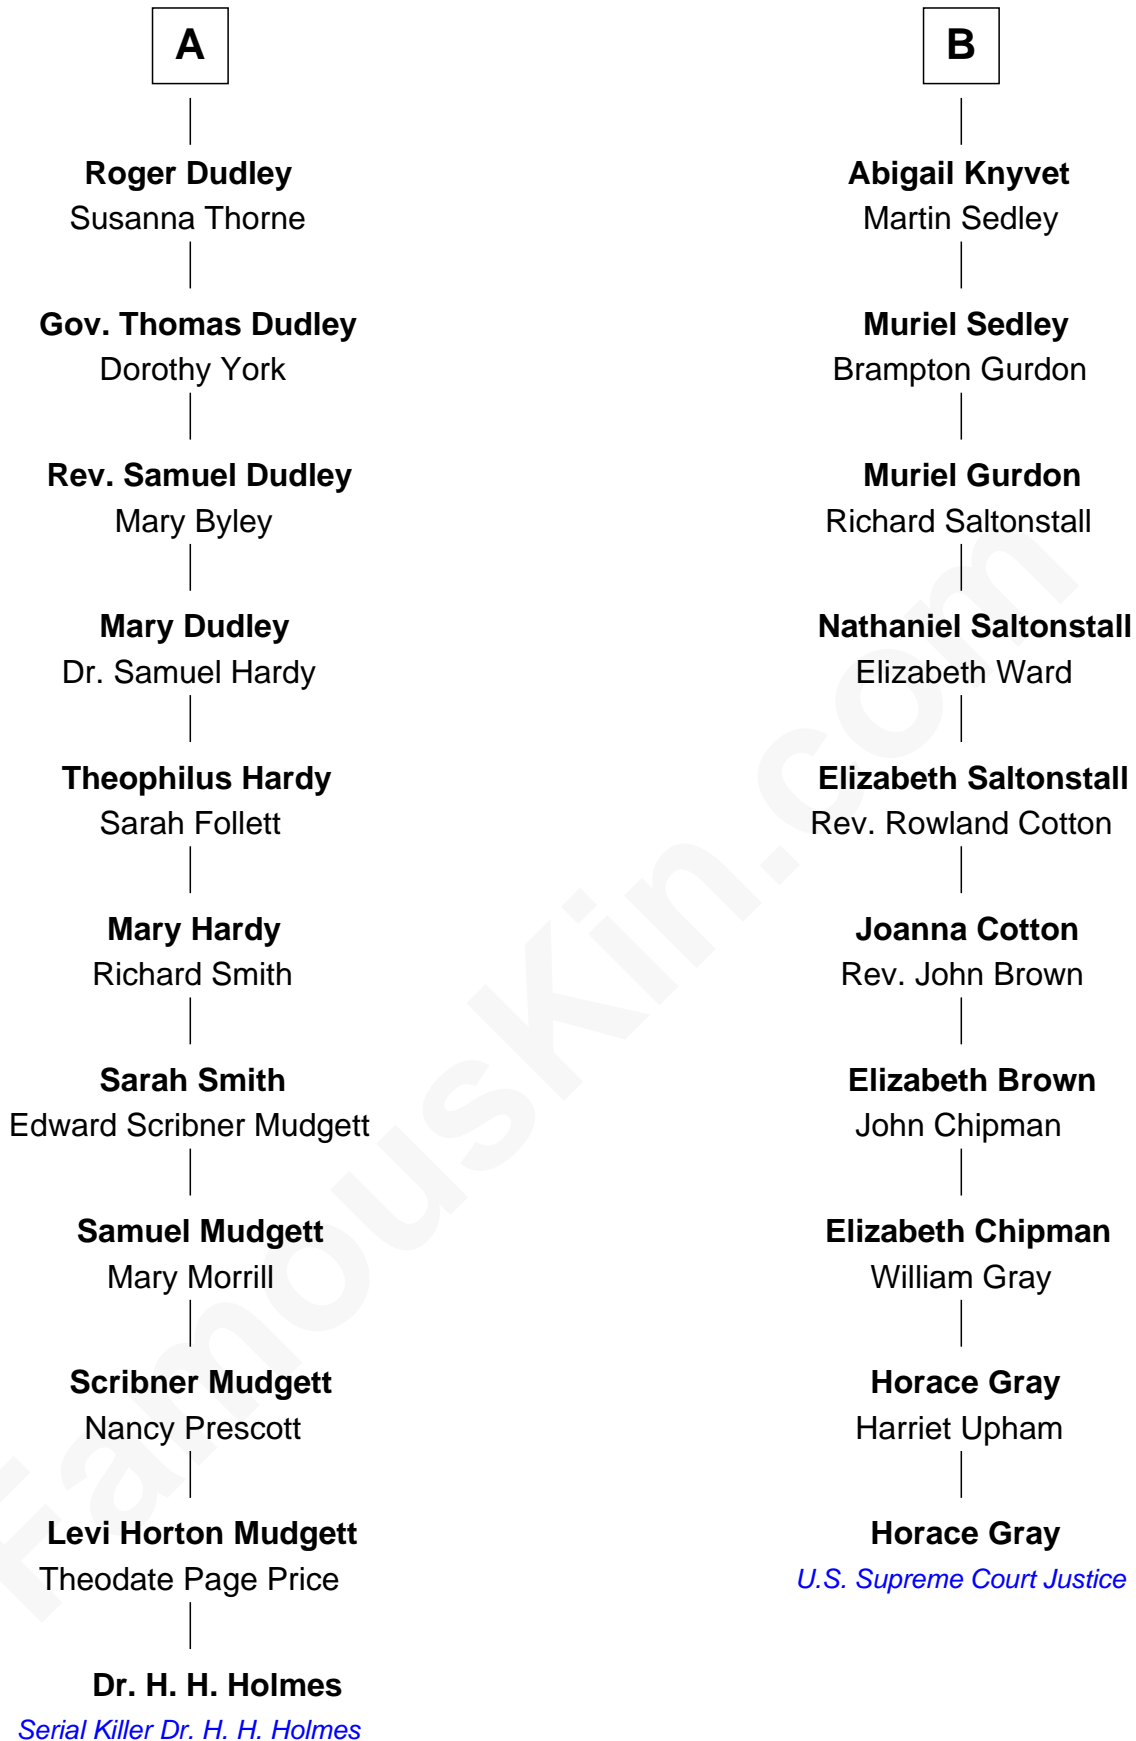 A
Roger Dudley
Susanna Thorne
Gov. Thomas Dudley
Dorothy York
Rev. Samuel Dudley
Mary Byley
Mary Dudley
Dr. Samuel Hardy
Theophilus Hardy
Sarah Follett
Mary Hardy
Richard Smith
Sarah Smith
Edward Scribner Mudgett
Samuel Mudgett
Mary Morrill
Scribner Mudgett
Nancy Prescott
Levi Horton Mudgett
Theodate Page Price
Dr. H. H. Holmes
Serial Killer Dr. H. H. Holmes
B
Abigail Knyvet
Martin Sedley
Muriel Sedley
Brampton Gurdon
Muriel Gurdon
Richard Saltonstall
Nathaniel Saltonstall
Elizabeth Ward
Elizabeth Saltonstall
Rev. Rowland Cotton
Joanna Cotton
Rev. John Brown
Elizabeth Brown
John Chipman
Elizabeth Chipman
William Gray
Horace Gray
Harriet Upham
Horace Gray
U.S. Supreme Court Justice
FamousKin.com